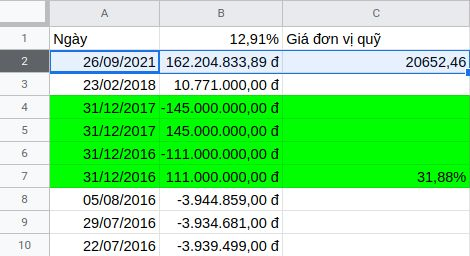 A B C
1 Ngày 12,91% Giá đơn vị quỹ
2 26/09/2021 162.204.833,89 đ 20652,46
3 23/02/2018 10.771.000,00 đ
4 31/12/2017 -145.000.000,00 đ
5 31/12/2017 145.000.000,00 đ
6 31/12/2016 -111.000.000,00 đ
7 31/12/2016 111.000.000,00 đ 31,88%
8 05/08/2016 -3.944.859,00 đ
9 29/07/2016 -3.934.681,00 đ
10 22/07/2016 -3.939.499,00 đ